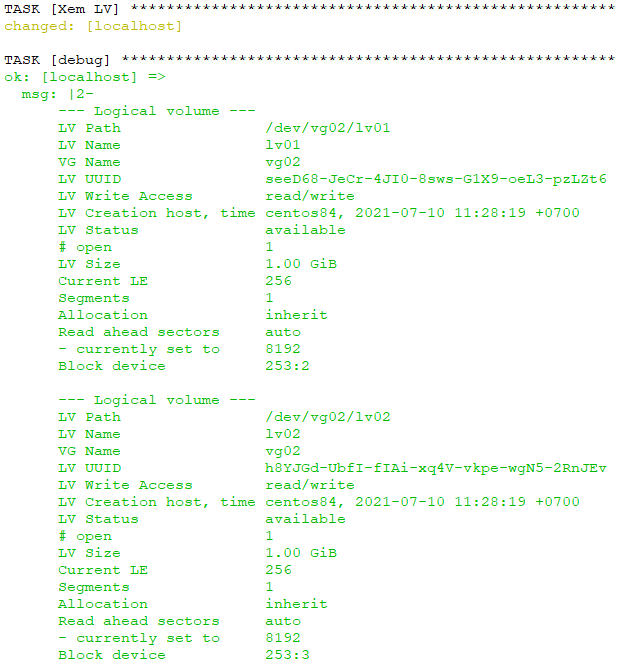 TASK [Xem LV] ******************************************************
changed: [localhost]
TASK [debug] *******************************************************
ok: [localhost] =>
  msg: |2-
      --- Logical volume ---
      LV Path                /dev/vg02/lv01
      LV Name                lv01
      VG Name                vg02
      LV UUID                seeD68-JeCr-4JI0-8sws-G1X9-oeL3-pzLZt6
      LV Write Access        read/write
      LV Creation host, time centos84, 2021-07-10 11:28:19 +0700
      LV Status              available
      # open                 1
      LV Size                1.00 GiB
      Current LE             256
      Segments               1
      Allocation             inherit
      Read ahead sectors     auto
      - currently set to     8192
      Block device           253:2
      --- Logical volume ---
      LV Path                /dev/vg02/lv02
      LV Name                lv02
      VG Name                vg02
      LV UUID                h8YJGd-UbfI-fIAi-xq4V-vkpe-wgN5-2RnJEv
      LV Write Access        read/write
      LV Creation host, time centos84, 2021-07-10 11:28:19 +0700
      LV Status              available
      # open                 1
      LV Size                1.00 GiB
      Current LE             256
      Segments               1
      Allocation             inherit
      Read ahead sectors     auto
      - currently set to     8192
      Block device           253:3